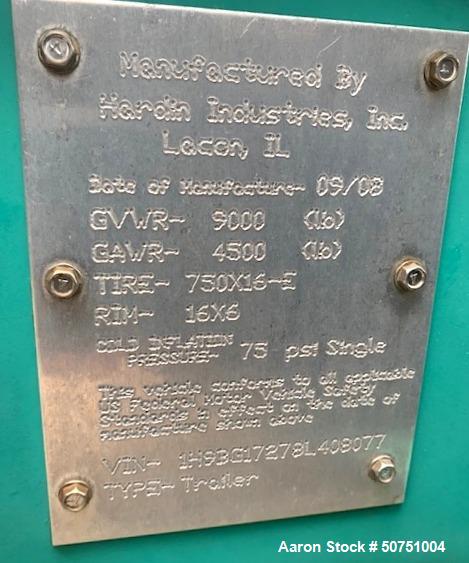 Manufactured By
Hardin Industries, Inc.
Lacon, IL
Date of Manufacture- 09/08
GVWR- 9000 (lb)
GAWR- 4500 (lb)
TIRE- 750X16-E
RIM- 16X6
COLD INFLATION
PRESSURE- 75 psi Single
This vehicle conforms to all applicable
US Federal Motor Vehicle Safety
Standards in effect on the date of
manufacture shown above
VIN- 1H9BG17278L408077
TYPE- Trailer
Aaron Stock # 50751004